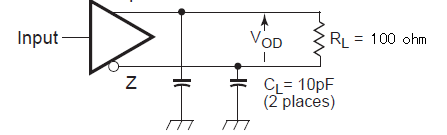 Input
VOD
RL = 100 ohm
Z
CL= 10pF
(2 places)